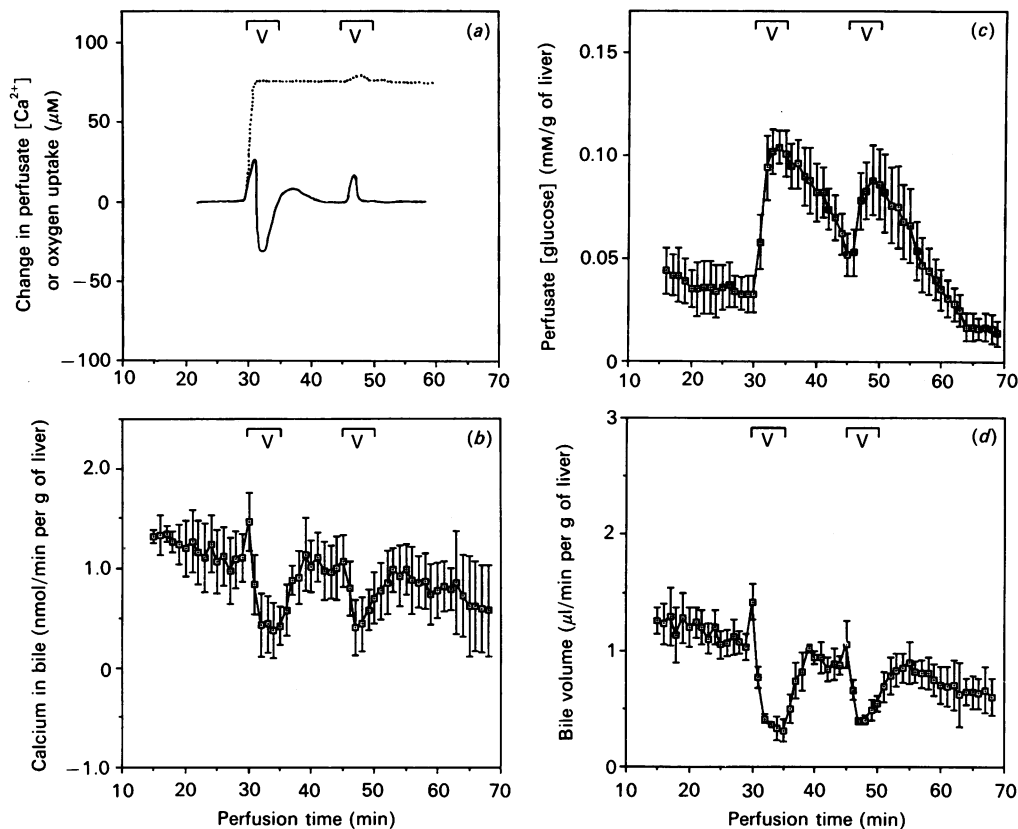 (a)
V
V
100
50
0
−50
−100
Change in perfusate [Ca2+]
or oxygen uptake (μM)
10
20
30
40
50
60
70
(c)
V
V
0.15
0.10
0.05
0
Perfusate [glucose] (mM/g of liver)
10
20
30
40
50
60
70
(b)
V
V
2.0
1.0
0
−1.0
Calcium in bile (nmol/min per g of liver)
10
20
30
40
50
60
70
Perfusion time (min)
(d)
V
V
3
2
1
0
Bile volume (μl/min per g of liver)
10
20
30
40
50
60
70
Perfusion time (min)